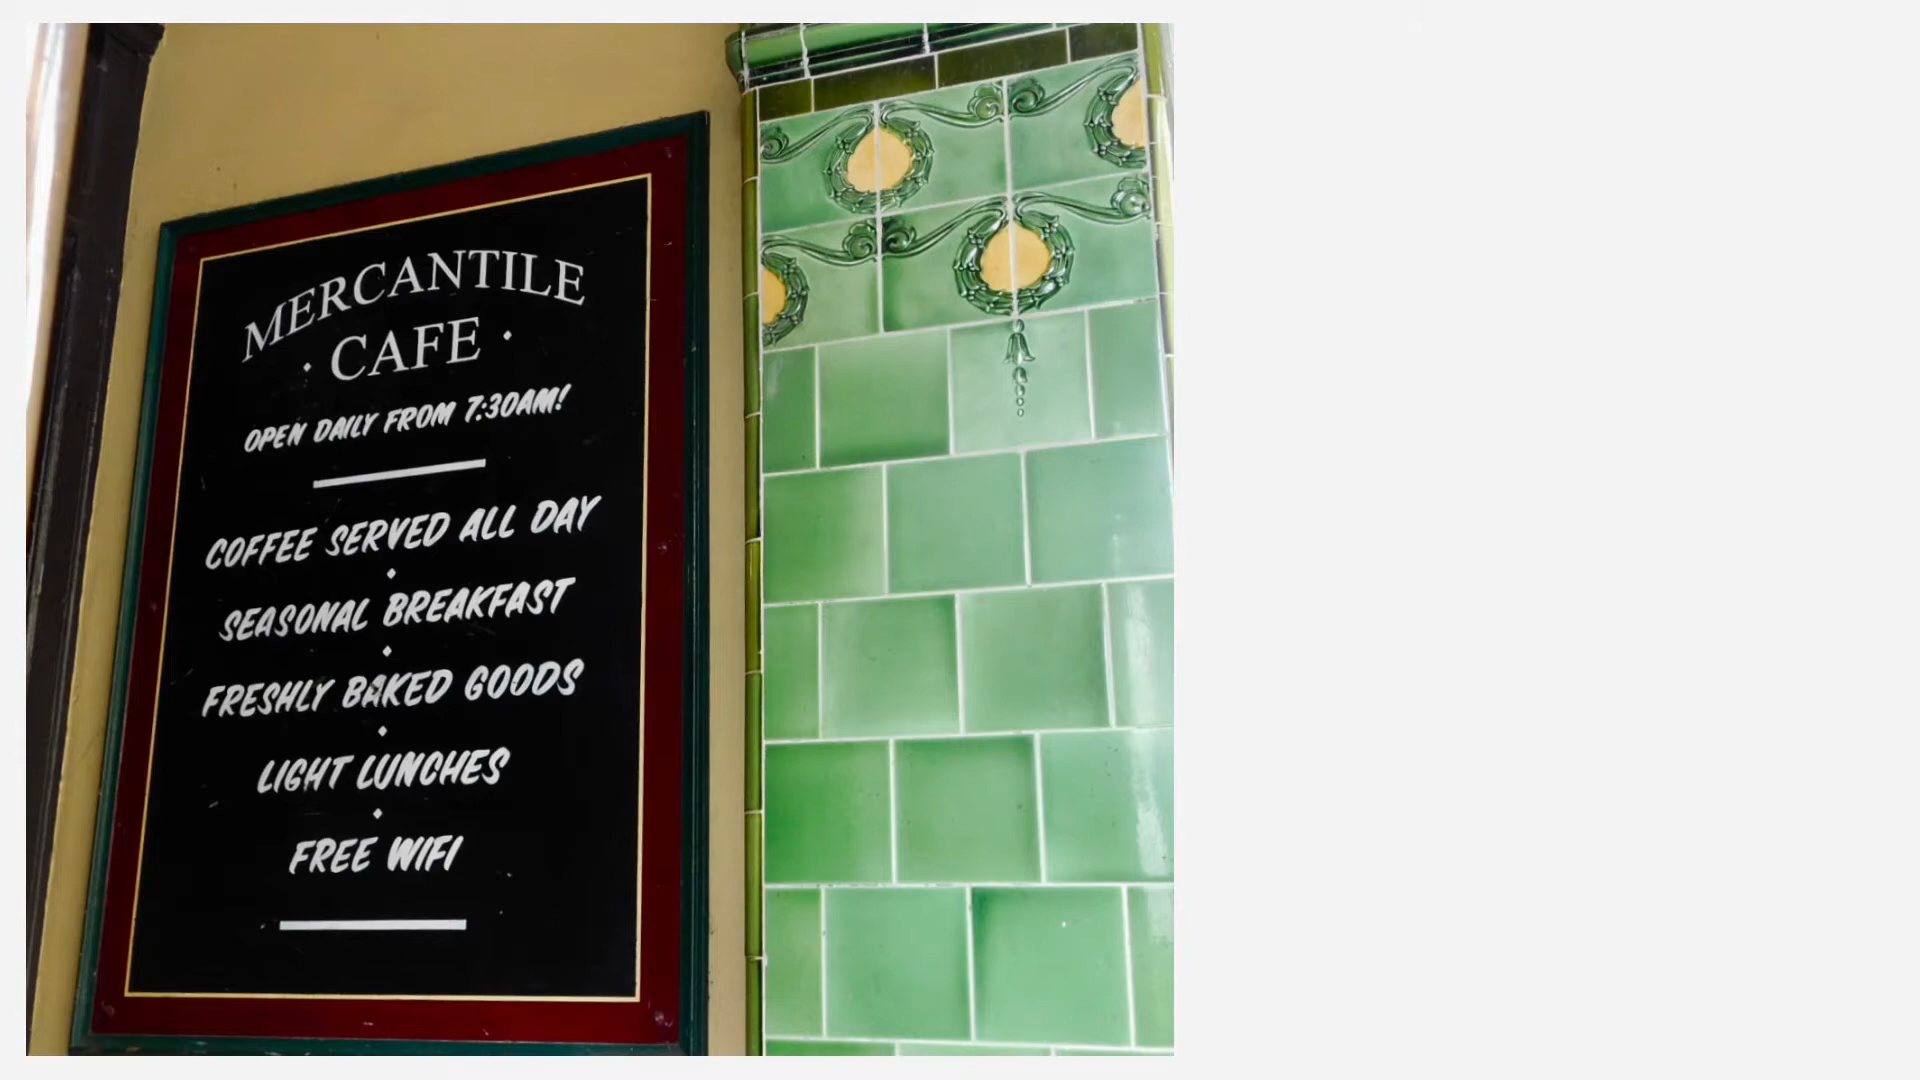 MERCANTILE
· CAFE ·
OPEN DAILY FROM 7:30AM!
COFFEE SERVED ALL DAY
SEASONAL BREAKFAST
FRESHLY BAKED GOODS
LIGHT LUNCHES
FREE WIFI